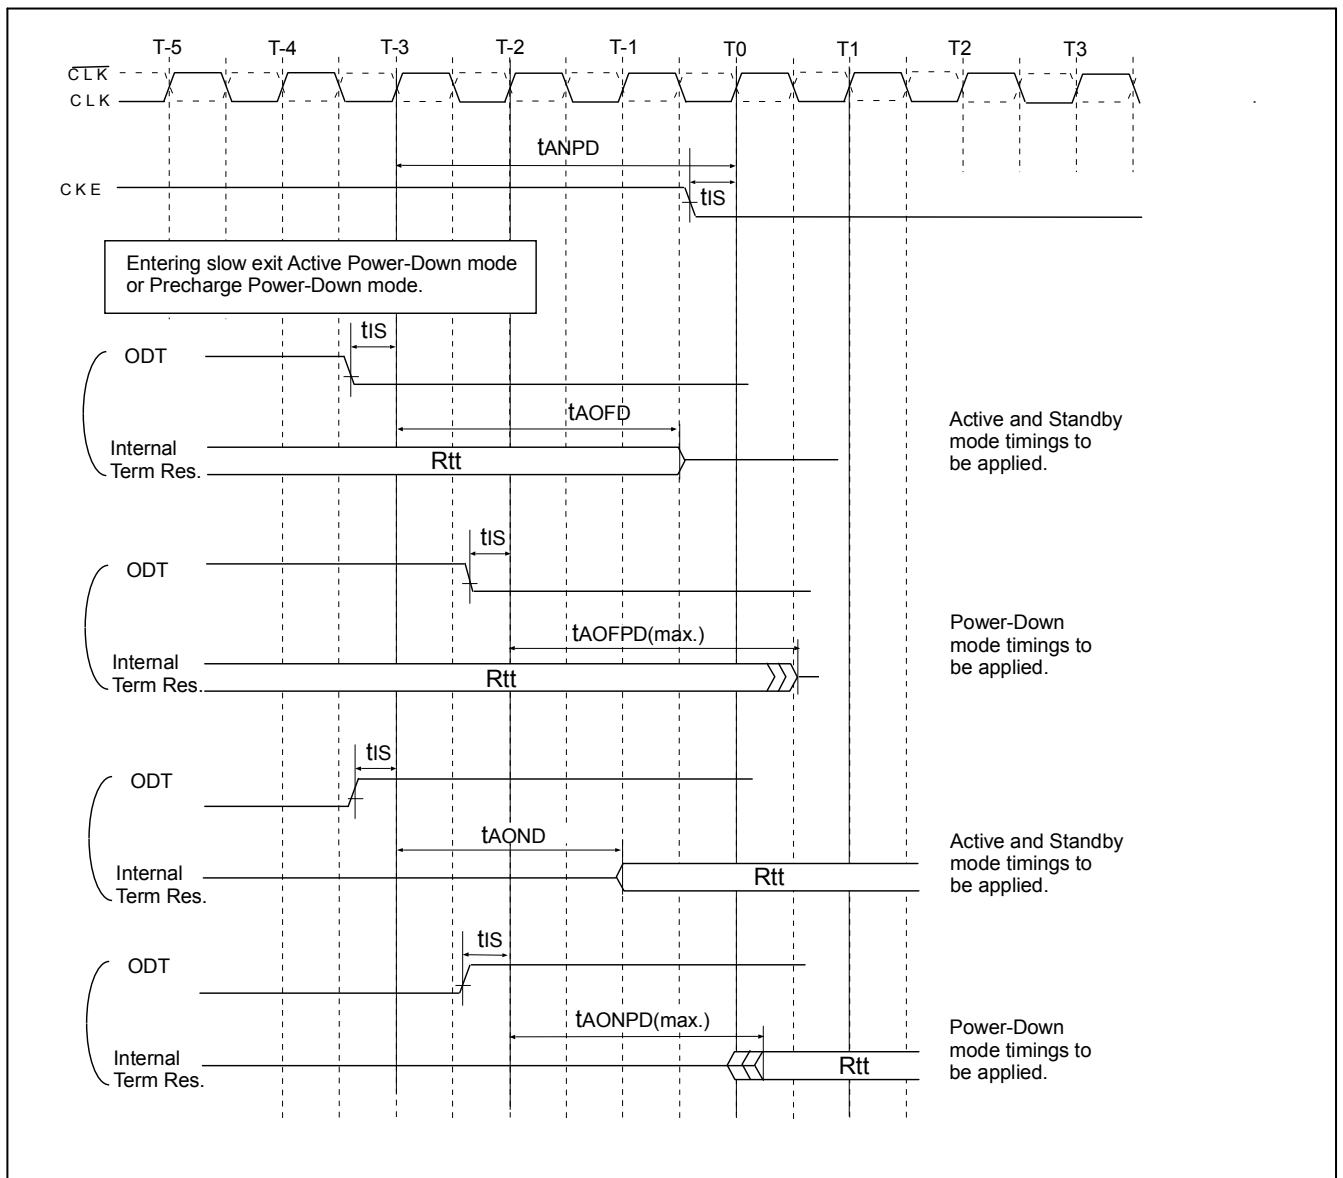 T-5 T-4 T-3 T-2 T-1 T0 T1 T2 T3
CLK
CLK
tANPD
CKE
tIS
Entering slow exit Active Power-Down mode
or Precharge Power-Down mode.
tIS
ODT
tAOFD
Internal
Term Res.
Rtt
Active and Standby
mode timings to
be applied.
tIS
ODT
tAOFPD(max.)
Internal
Term Res.
Rtt
Power-Down
mode timings to
be applied.
tIS
ODT
tAOND
Internal
Term Res.
Rtt
Active and Standby
mode timings to
be applied.
tIS
ODT
tAONPD(max.)
Internal
Term Res.
Rtt
Power-Down
mode timings to
be applied.